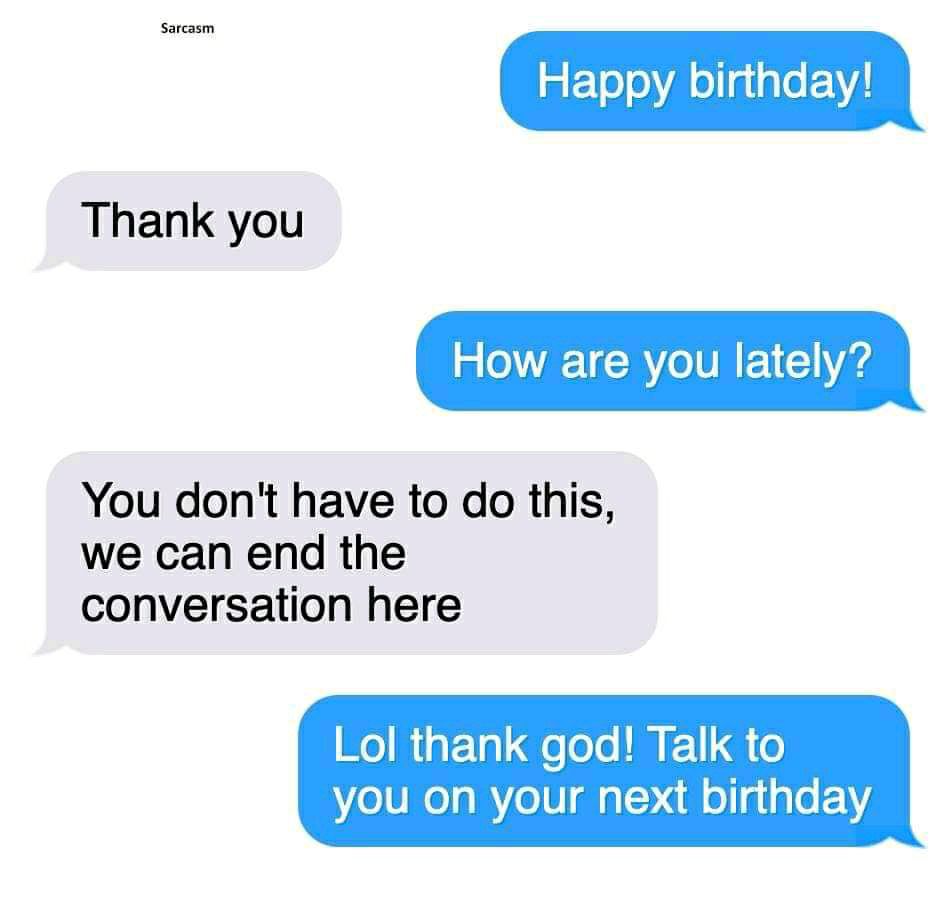 Sarcasm
Happy birthday!
Thank you
How are you lately?
You don't have to do this,
we can end the
conversation here
Lol thank god! Talk to
you on your next birthday